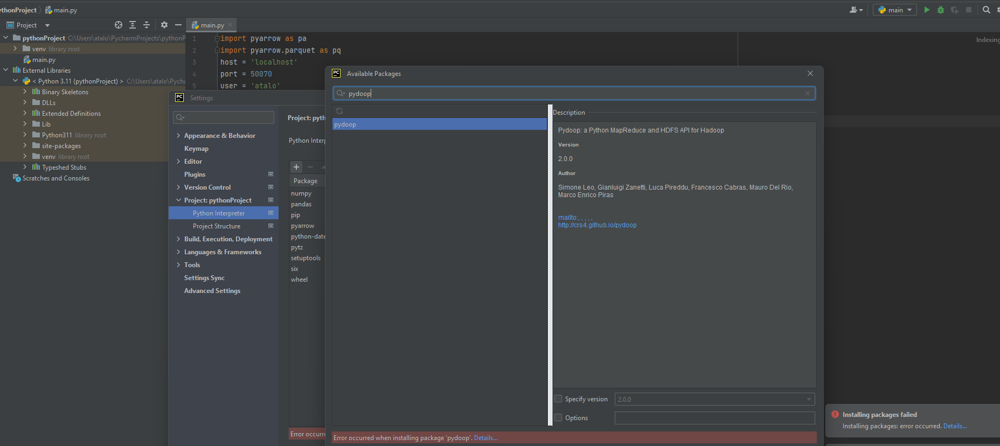 ythonProject
main.py
main
Project
main.py
pythonProject C:\Users\atalo\PycharmProjects\pythonP
venv library root
main.py
External Libraries
< Python 3.11 (pythonProject) > C:\Users\atalo\Pycha
Binary Skeletons
DLLs
Extended Definitions
Lib
Python311 library root
site-packages
venv library root
Typeshed Stubs
Scratches and Consoles
1 import pyarrow as pa
2 import pyarrow.parquet as pq
3 host = 'localhost'
4 port = 50070
5 user = 'atalo'
Indexing
PC Settings
Appearance & Behavior
Keymap
Editor
Plugins
Version Control
Project: pythonProject
Python Interpreter
Project Structure
Build, Execution, Deployment
Languages & Frameworks
Tools
Settings Sync
Advanced Settings
Project: pyth
Python Interp
Package
numpy
pandas
pip
pyarrow
python-date
pytz
setuptools
six
wheel
Error occurre
PC Available Packages
pydoop
pydoop
Description
Pydoop: a Python MapReduce and HDFS API for Hadoop
Version
2.0.0
Author
Simone Leo, Gianluigi Zanetti, Luca Pireddu, Francesco Cabras, Mauro Del Rio,
Marco Enrico Piras
mailto:, , , , ,
http://crs4.github.io/pydoop
Specify version 2.0.0
Options
Error occurred when installing package 'pydoop'. Details...
Installing packages failed
Installing packages: error occurred. Details...